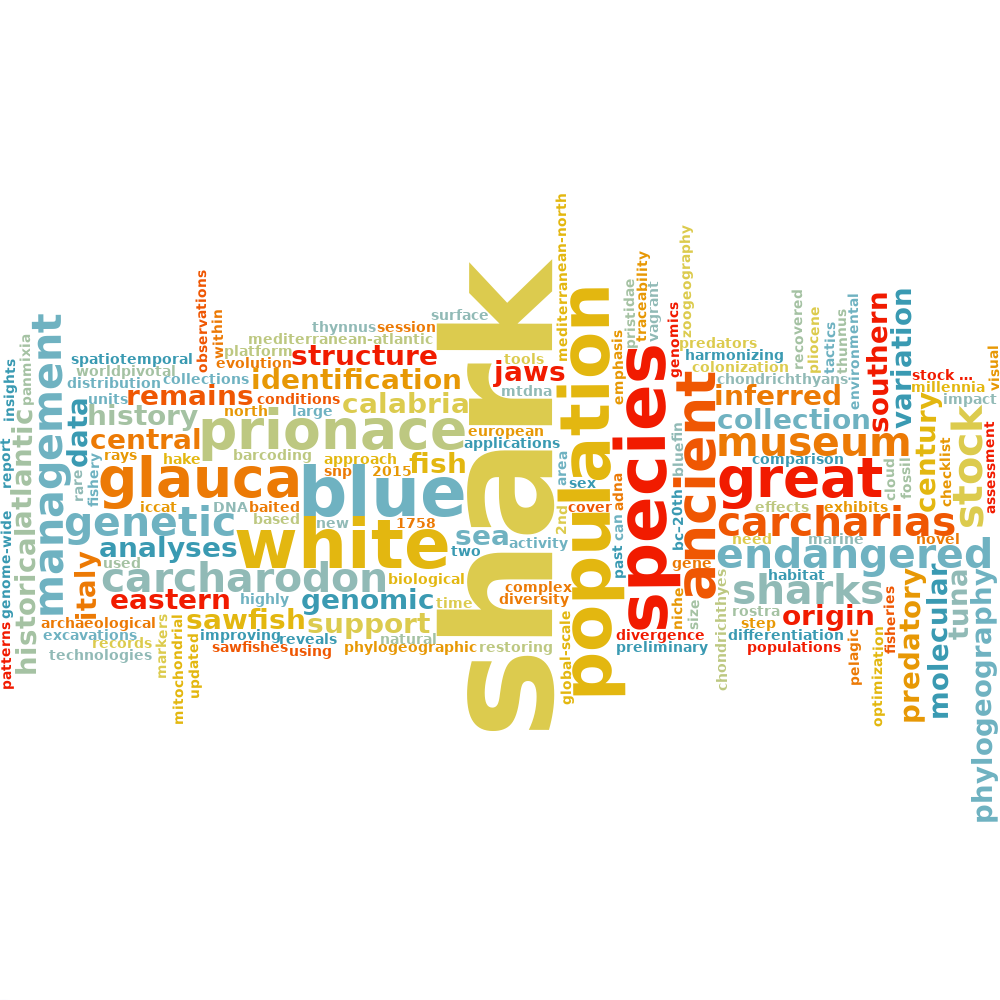 shark
species
population
white
blue
great
glauca
prionace
ancient
carcharias
carcharodon
endangered
museum
sharks
genetic
management
stock
historicalatlantic
history
central
remains
data
structure
identification
calabria
jaws
fish
sea
analyses
eastern
genomic
sawfish
support
italy
inferred
collection
southern
variation
century
origin
predatory
molecular
tuna
phylogeography
surface
thynnus
session
mediterranean-atlantic
platform
evolution
observations
within
spatiotemporal
worldpivotal
distribution
collections
units
conditions
north
large
tools
mtdna
european
applications
rays
hake
barcoding
approach
snp
2015
rare
fishery
iccat
DNA
baited
based
new
1758
two
activity
used
biological
time
highly
complex
diversity
archaeological
excavations
records
technologies
improving
reveals
sawfishes
using
natural
phylogeographic
restoring
markers
mitochondrial
updated
insights
panmixia
report
genome-wide
patterns
mediterranean-north
emphasis
pristidae
traceability
vagrant
genomics
zoogeography
predators
harmonizing
colonization
chondrichthyans
recovered
pliocene
tactics
thunnus
environmental
stock ...
millennia
impact
visual
assessment
checklist
area
sex
cover
2nd
adna
can
past
bluefin
bc–20th
gene
niche
size
comparison
cloud
fossil
effects
exhibits
need
marine
novel
habitat
rostra
step
divergence
differentiation
preliminary
populations
chondrichthyes
global-scale
pelagic
optimization
fisheries